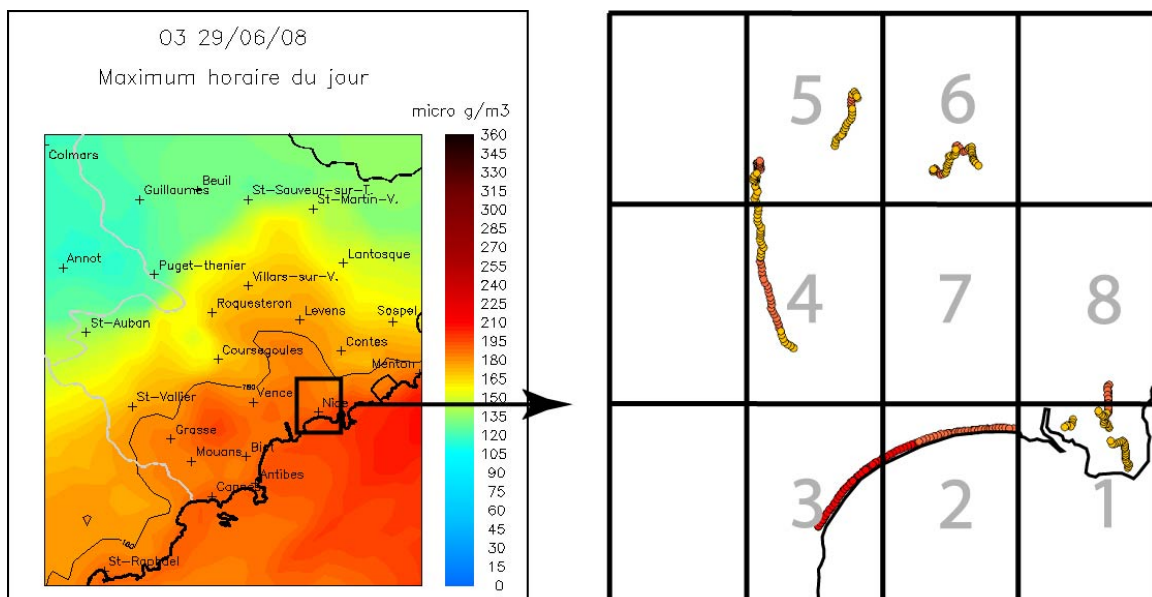 O3 29/06/08
Maximum horaire du jour
micro g/m3
360
345
330
315
300
285
270
255
240
225
210
195
180
165
150
135
120
105
90
75
60
45
30
15
0
Colmars
Guillaumes
Beuil
St-Sauveur-sur-T.
St-Martin-V.
Annot
Puget-thenier
Lantosque
Villars-sur-V.
Roquesteron
Levens
Sospel
St-Auban
Coursegoules
Contes
Menton
St-Vallier
180
Vence
Nice
Grasse
Mouans
Biot
Antibes
Cannes
180
St-Raphael
5
6
4
7
8
3
2
1